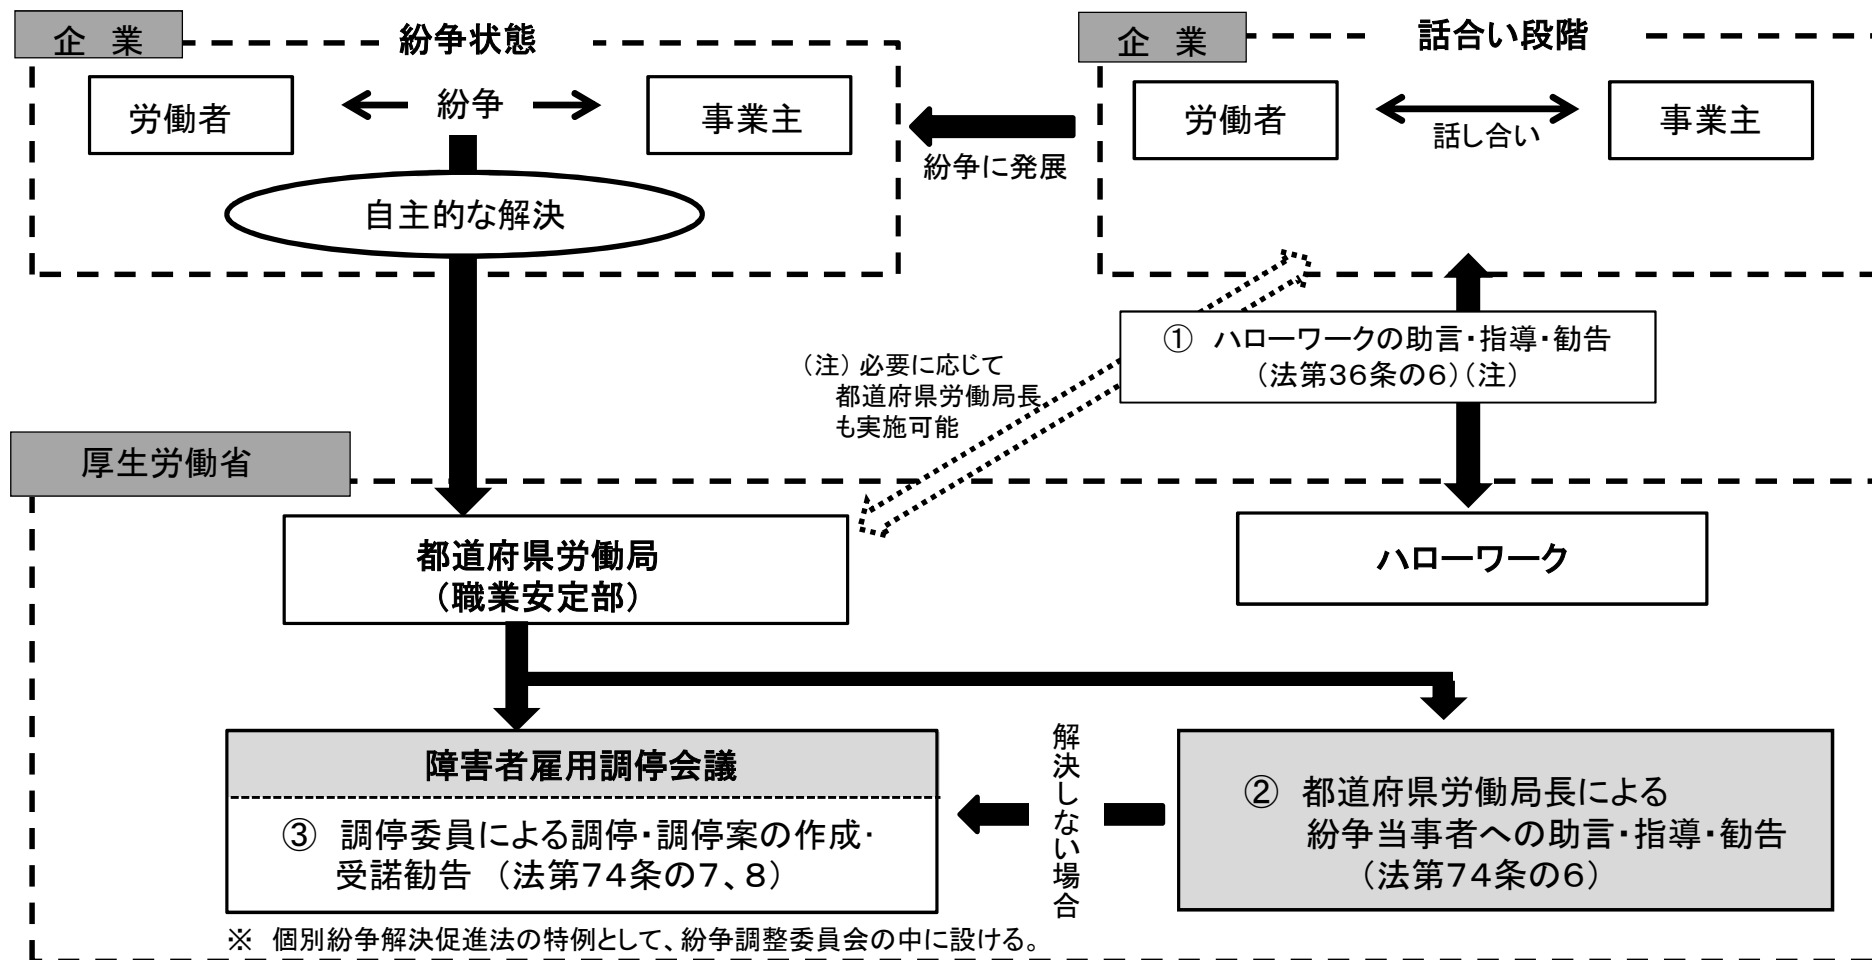 企 業
紛争状態
労働者
紛争
事業主
自主的な解決
紛争に発展
企 業
話合い段階
労働者
話し合い
事業主
① ハローワークの助言・指導・勧告
(法第36条の6)(注)
(注) 必要に応じて
都道府県労働局長
も実施可能
厚生労働省
都道府県労働局
(職業安定部)
ハローワーク
障害者雇用調停会議
③ 調停委員による調停・調停案の作成・
受諾勧告 (法第74条の7、8)
解決しない場合
② 都道府県労働局長による
紛争当事者への助言・指導・勧告
(法第74条の6)
※ 個別紛争解決促進法の特例として、紛争調整委員会の中に設ける。